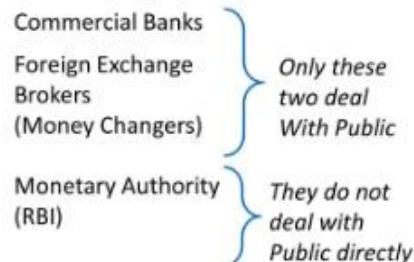 Commercial Banks
Foreign Exchange
Brokers
(Money Changers)
Only these
two deal
With Public
Monetary Authority
(RBI)
They do not
deal with
Public directly